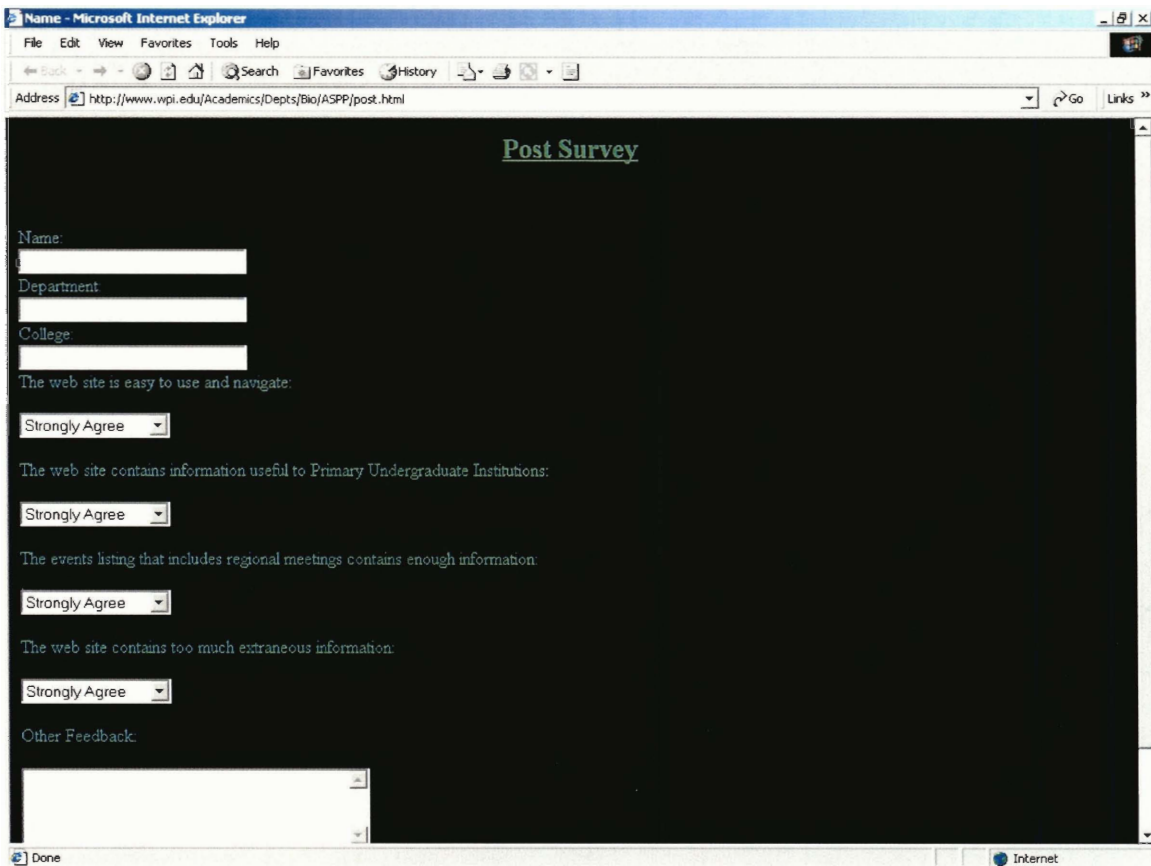 Name - Microsoft Internet Explorer
File Edit View Favorites Tools Help
Back Search Favorites History
Address http://www.wpi.edu/Academics/Depts/Bio/ASPP/post.html Go Links »
Post Survey
Name:
Department:
College:
The web site is easy to use and navigate:
Strongly Agree
The web site contains information useful to Primary Undergraduate Institutions:
Strongly Agree
The events listing that includes regional meetings contains enough information:
Strongly Agree
The web site contains too much extraneous information:
Strongly Agree
Other Feedback:
Done Internet